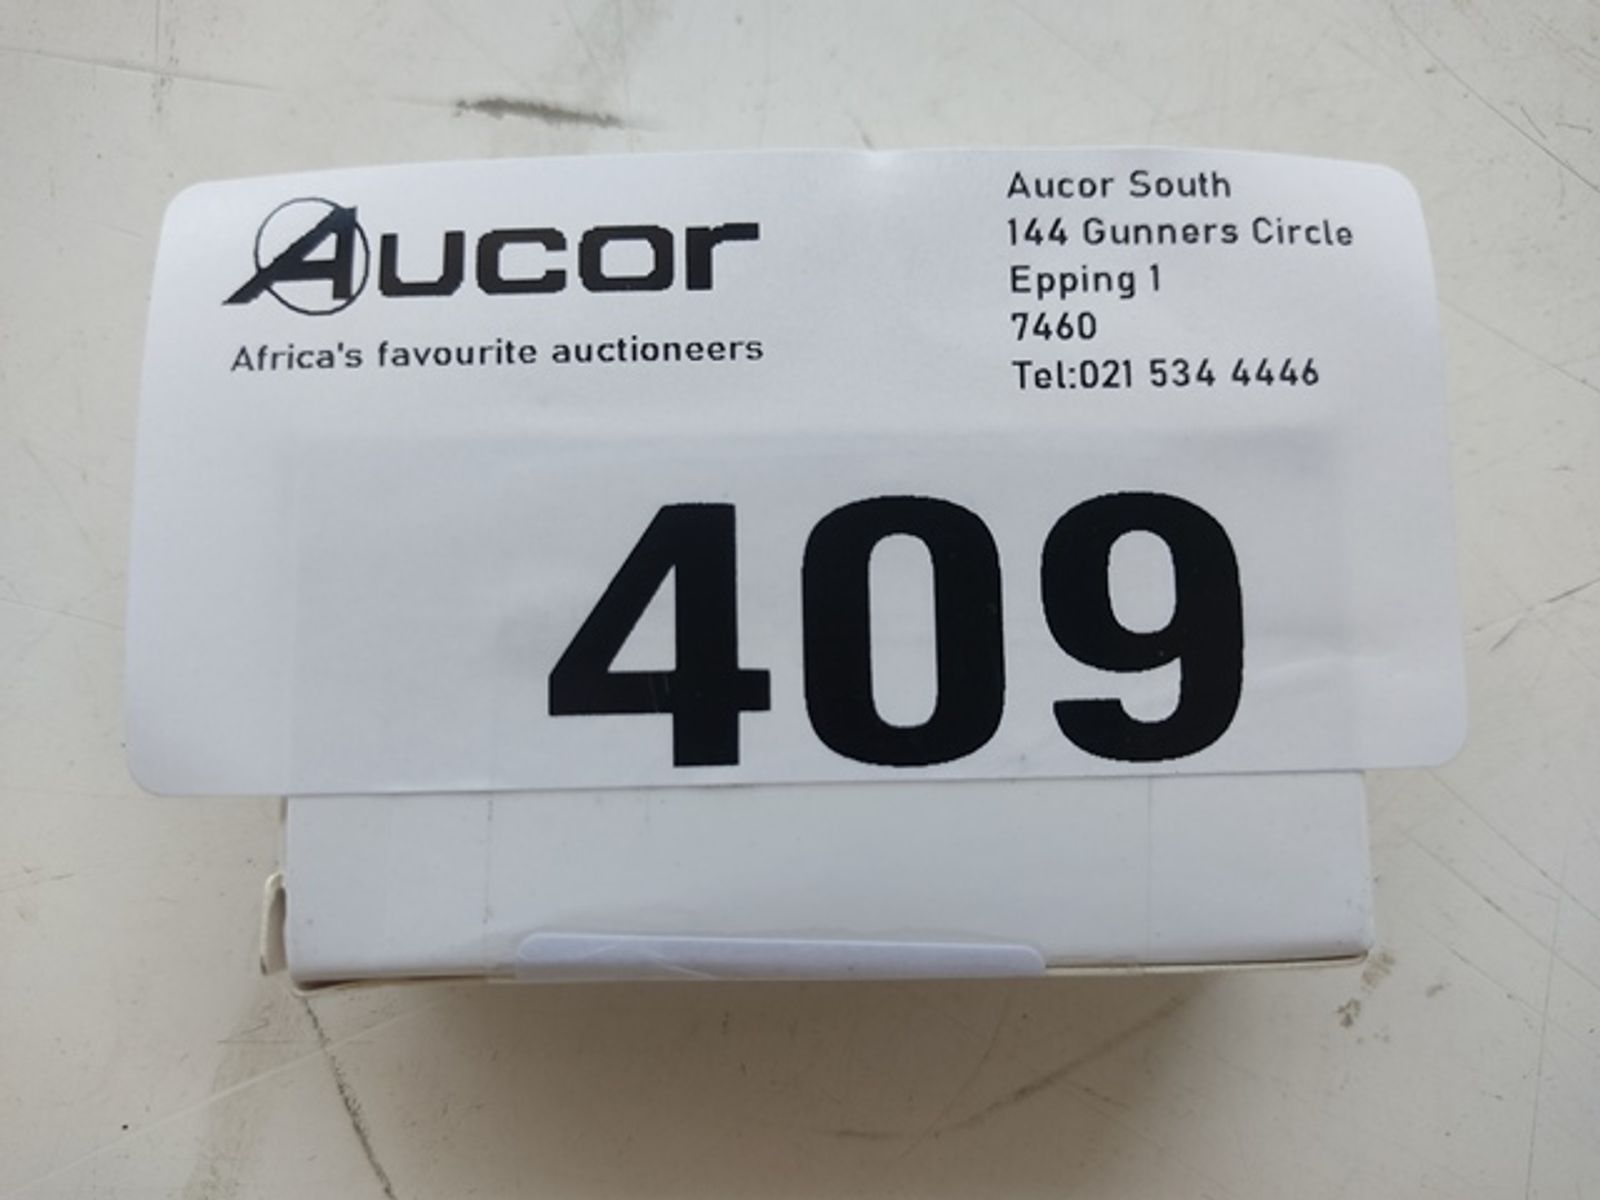 Aucor
Africa's favourite auctioneers
Aucor South
144 Gunners Circle
Epping 1
7460
Tel:021 534 4446
409